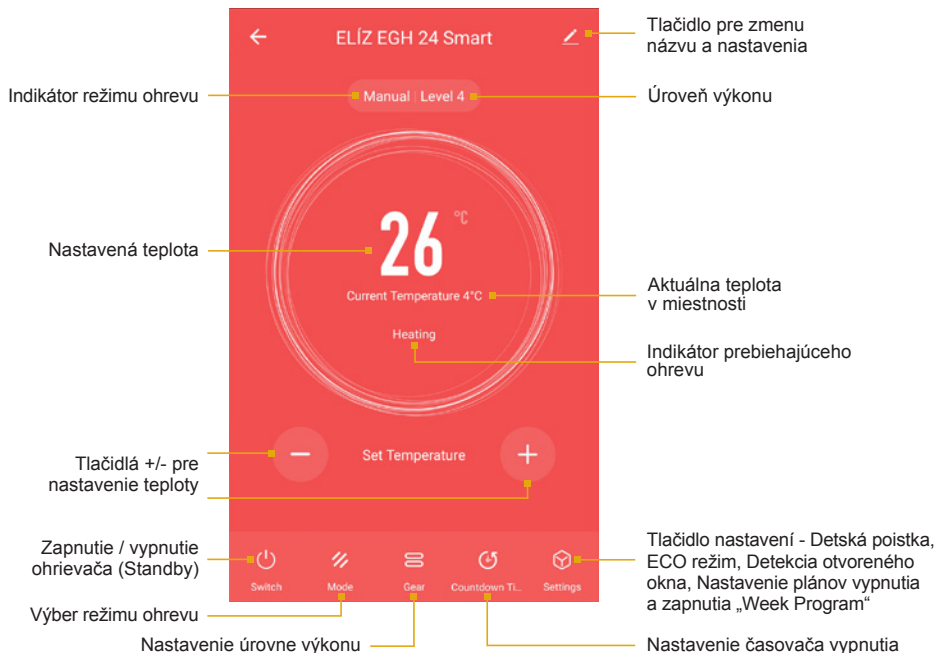 ELÍZ EGH 24 Smart
Tlačidlo pre zmenu
názvu a nastavenia
Indikátor režimu ohrevu
Manual | Level 4
Úroveň výkonu
Nastavená teplota
26 °C
Current Temperature 4°C
Aktuálna teplota
v miestnosti
Heating
Indikátor prebiehajúceho
ohrevu
Tlačidlá +/- pre
nastavenie teploty
Set Temperature
Zapnutie / vypnutie
ohrievača (Standby)
Switch
Mode
Gear
Countdown Ti...
Settings
Tlačidlo nastavení - Detská poistka,
ECO režim, Detekcia otvoreného
okna, Nastavenie plánov vypnutia
a zapnutia „Week Program“
Výber režimu ohrevu
Nastavenie úrovne výkonu
Nastavenie časovača vypnutia